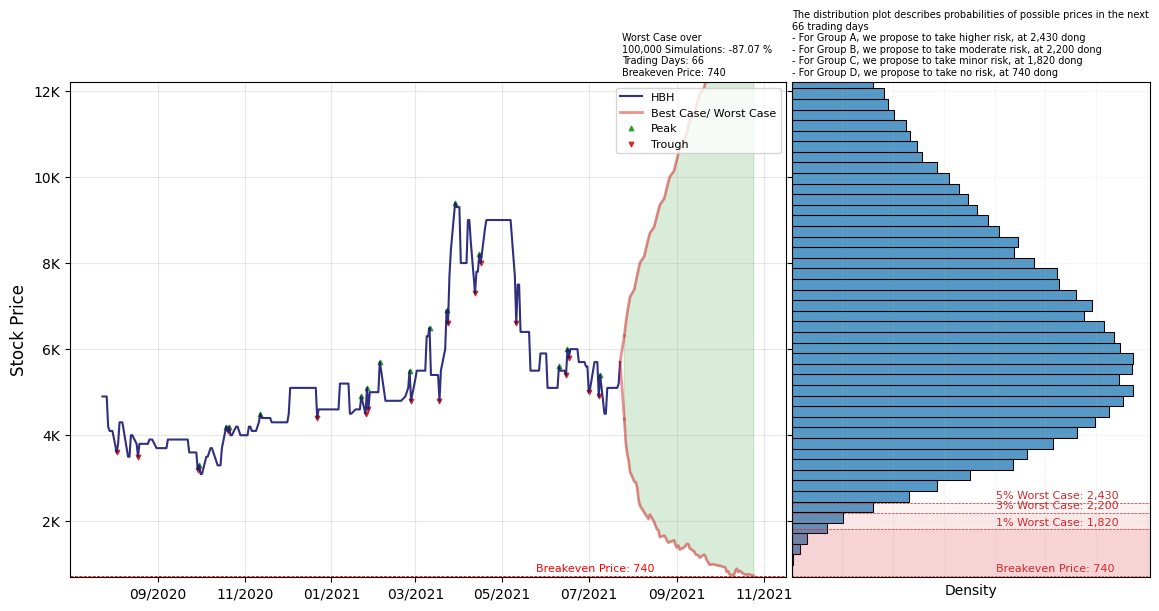 The distribution plot describes probabilities of possible prices in the next
66 trading days
- For Group A, we propose to take higher risk, at 2,430 dong
- For Group B, we propose to take moderate risk, at 2,200 dong
- For Group C, we propose to take minor risk, at 1,820 dong
- For Group D, we propose to take no risk, at 740 dong
Worst Case over
100,000 Simulations: -87.07 %
Trading Days: 66
Breakeven Price: 740
HBH
Best Case/ Worst Case
Peak
Trough
Stock Price
12K
10K
8K
6K
4K
2K
5% Worst Case: 2,430
3% Worst Case: 2,200
1% Worst Case: 1,820
Breakeven Price: 740
Breakeven Price: 740
09/2020
11/2020
01/2021
03/2021
05/2021
07/2021
09/2021
11/2021
Density